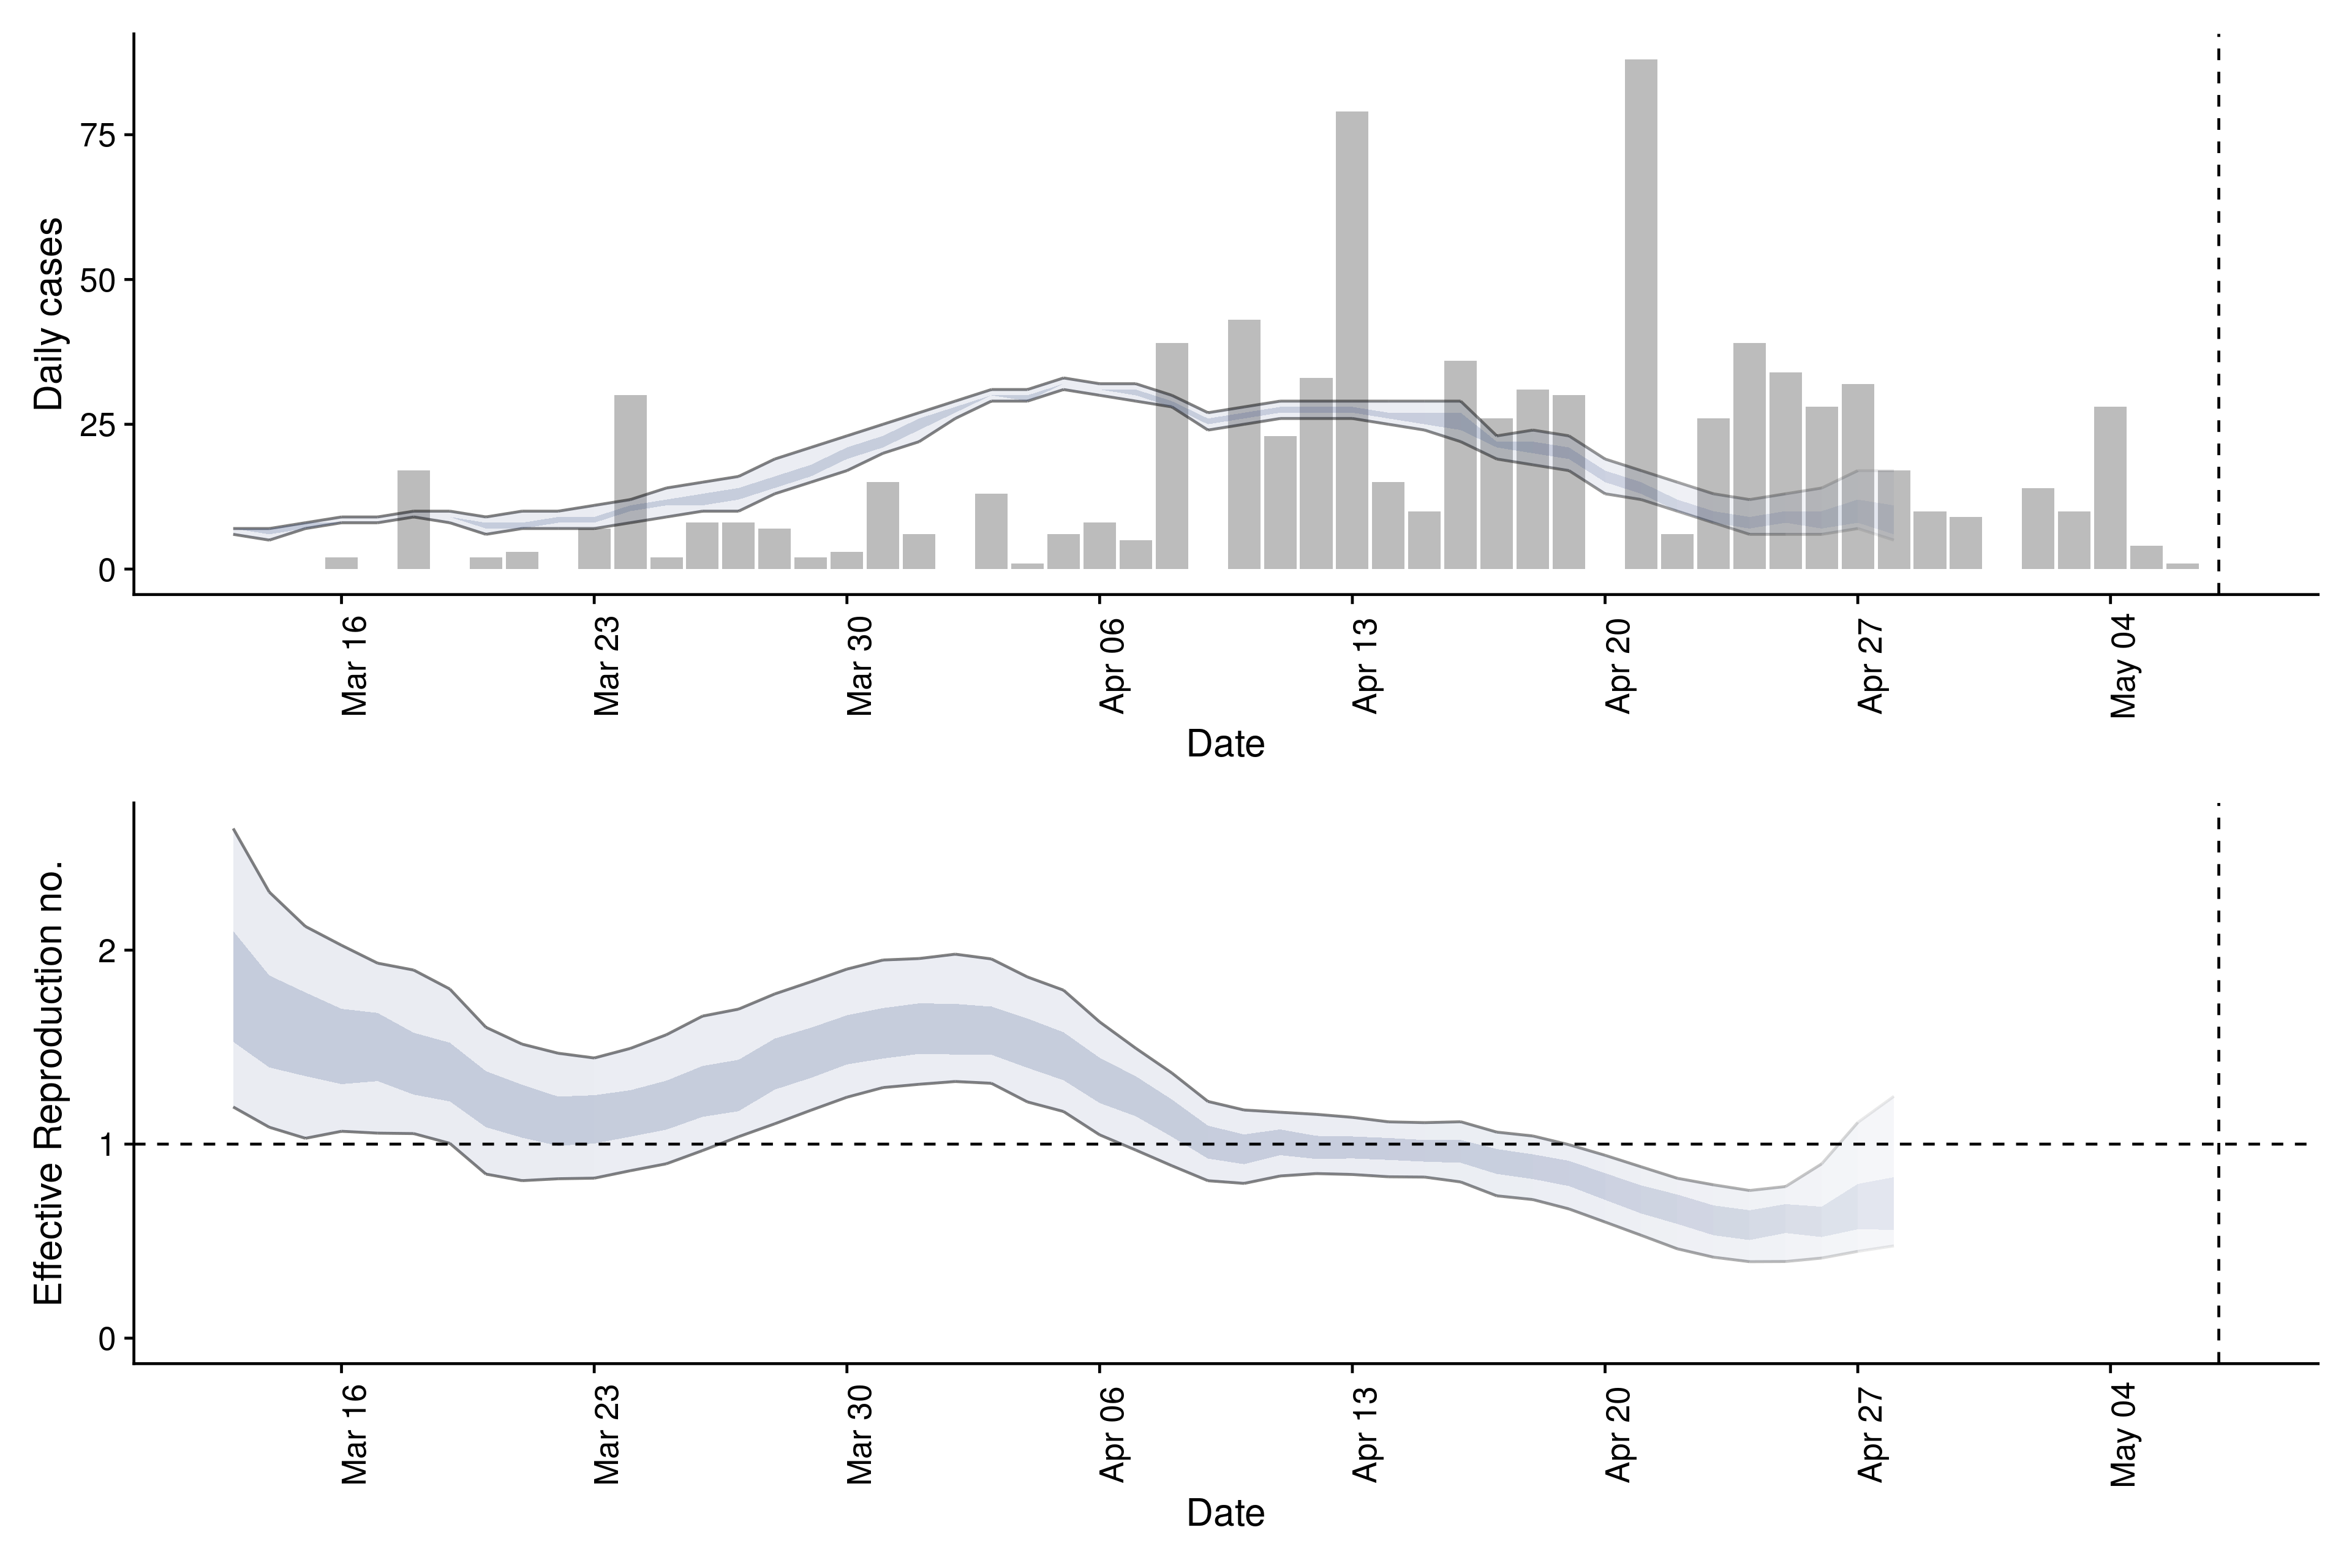 Daily cases
75
50
25
0
Mar 16
Mar 23
Mar 30
Apr 06
Apr 13
Apr 20
Apr 27
May 04
Date
Effective Reproduction no.
2
1
0
Mar 16
Mar 23
Mar 30
Apr 06
Apr 13
Apr 20
Apr 27
May 04
Date